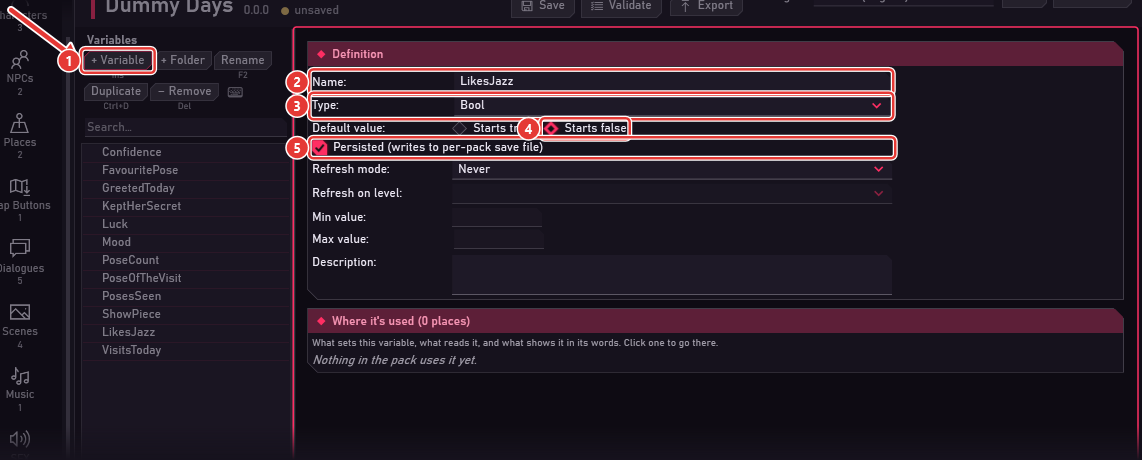 Dummy Days 0.0.0 unsaved
Save
Validate
Export
3
NPCs
2
Places
2
1
5
Scenes
4
Music
1
Variables
1
+ Variable
+ Folder
Rename
Ins
F2
Duplicate
− Remove
Ctrl+D
Del
Search...
Confidence
FavouritePose
GreetedToday
KeptHerSecret
Luck
Mood
PoseCount
PoseOfTheVisit
PosesSeen
ShowPiece
LikesJazz
VisitsToday
Definition
2 Name: LikesJazz
3 Type: Bool
Default value: Starts 4 Starts false
5 Persisted (writes to per-pack save file)
Refresh mode: Never
Refresh on level:
Min value:
Max value:
Description:
Where it's used (0 places)
What sets this variable, what reads it, and what shows it in its words. Click one to go there.
Nothing in the pack uses it yet.